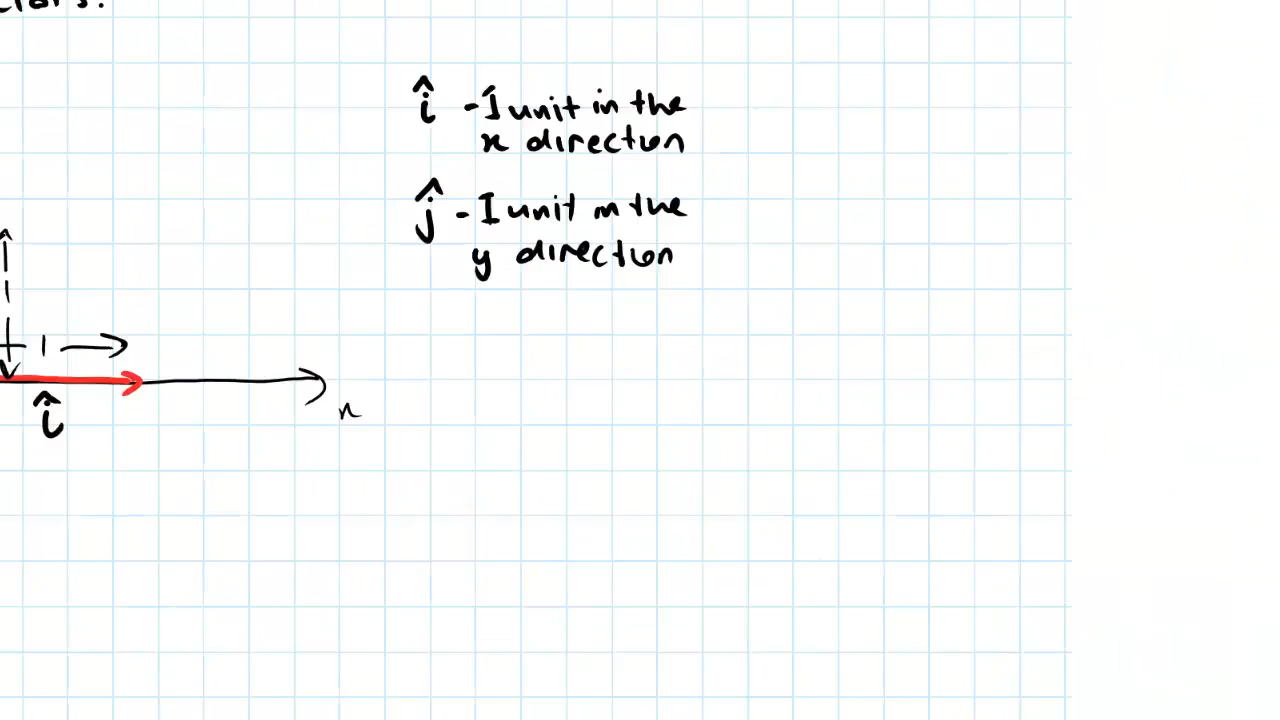 î - 1 unit in the
x direction
ĵ - 1 unit in the
y direction
1
î
x